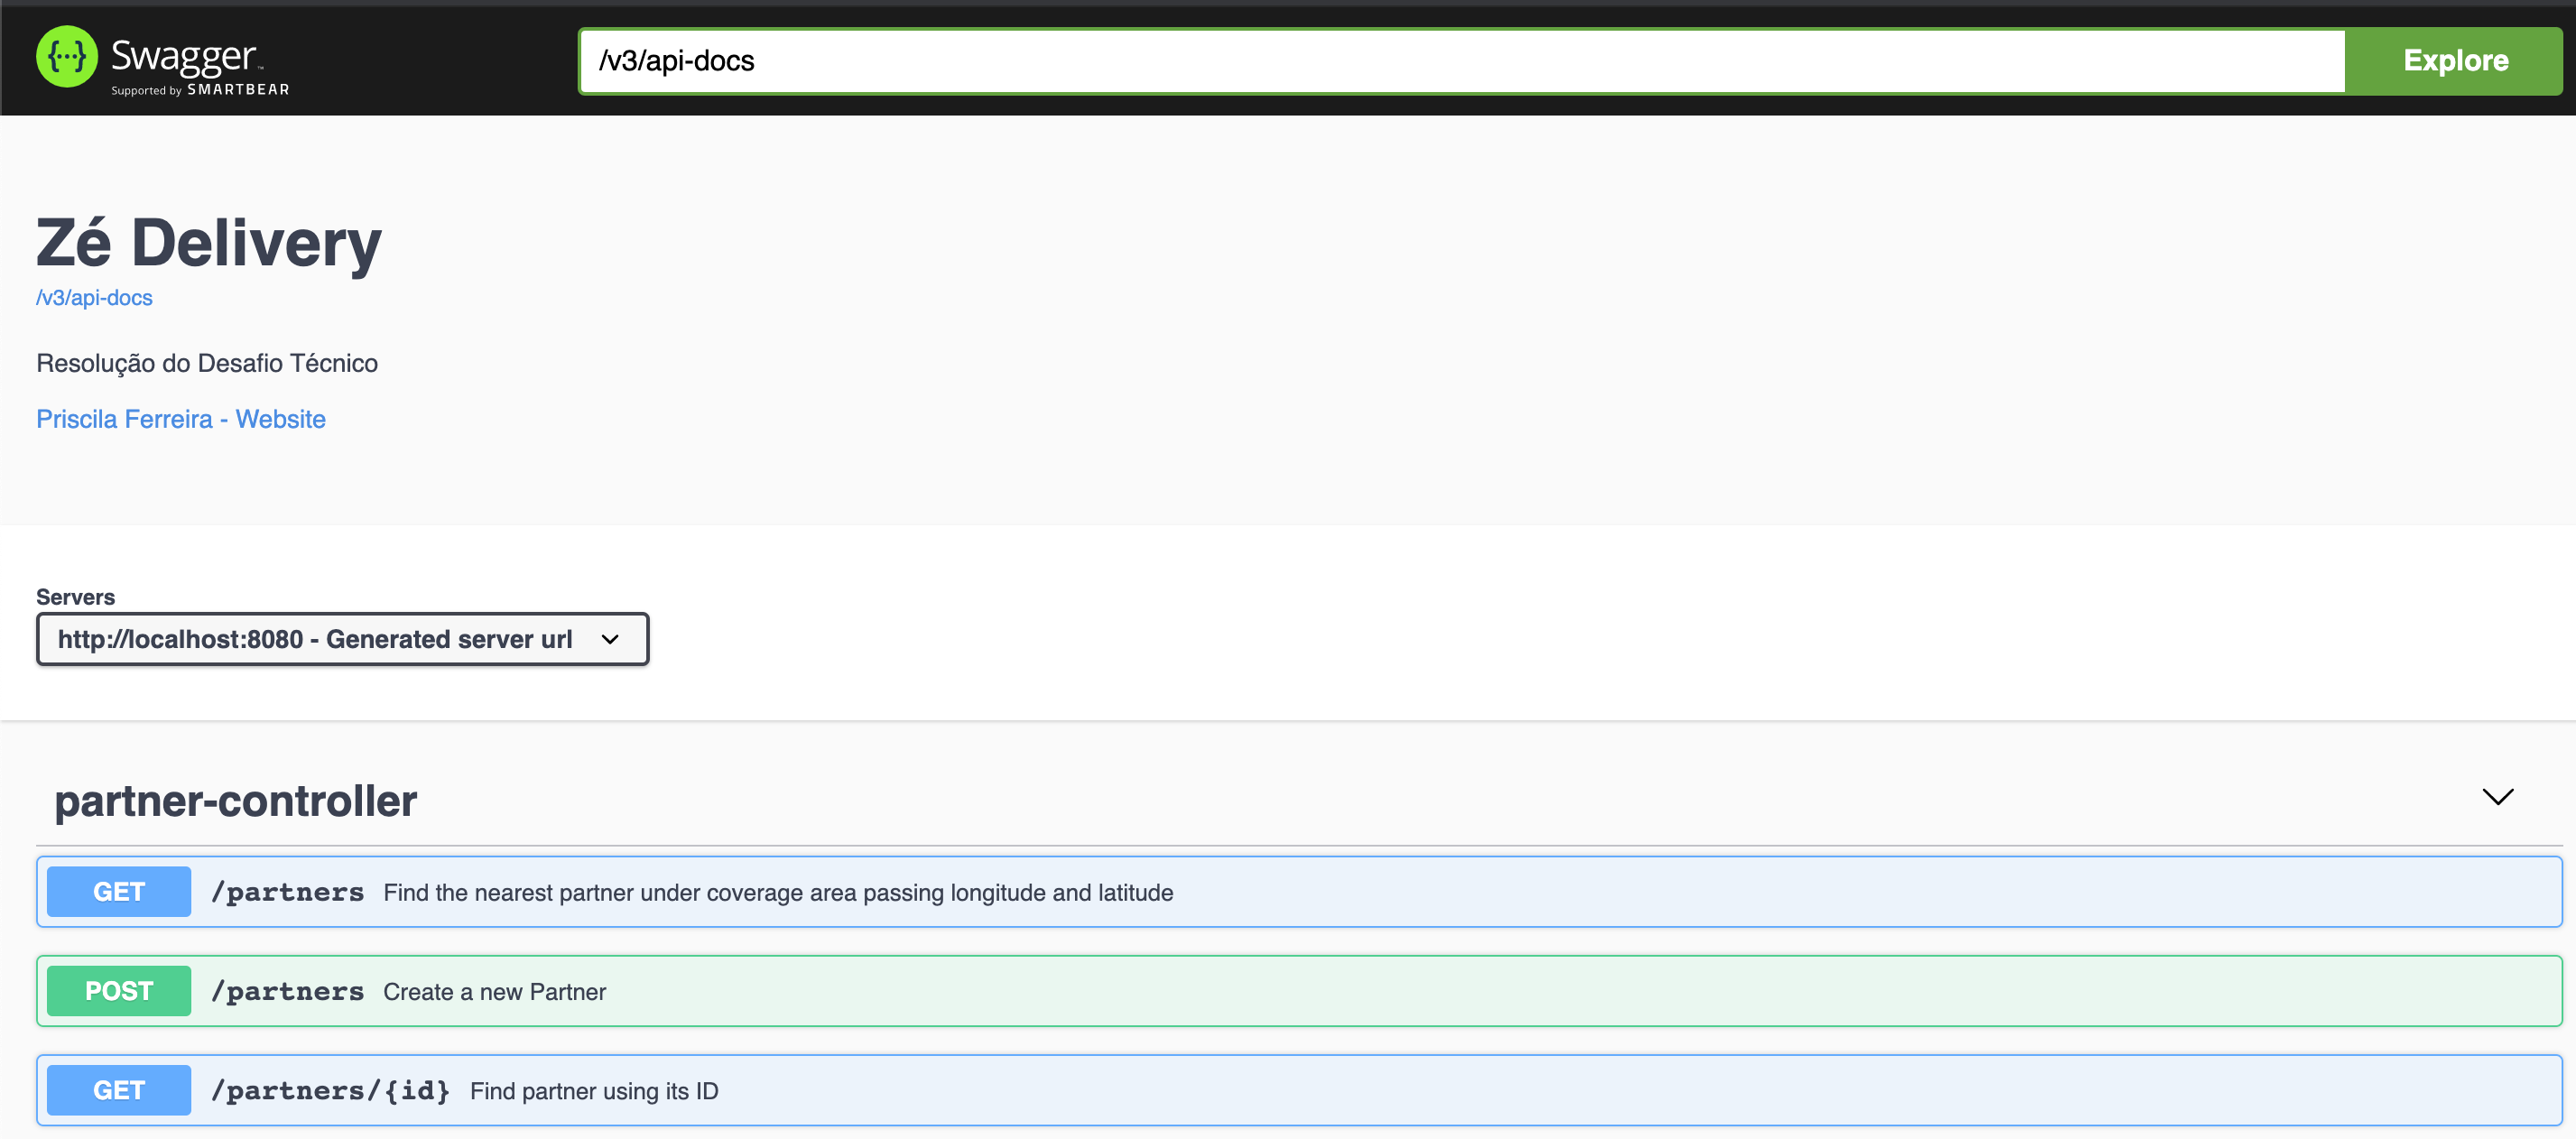 {···} Swagger™
Supported by SMARTBEAR
/v3/api-docs
Explore
Zé Delivery
/v3/api-docs
Resolução do Desafio Técnico
Priscila Ferreira - Website
Servers
http://localhost:8080 - Generated server url
partner-controller
GET /partners Find the nearest partner under coverage area passing longitude and latitude
POST /partners Create a new Partner
GET /partners/{id} Find partner using its ID